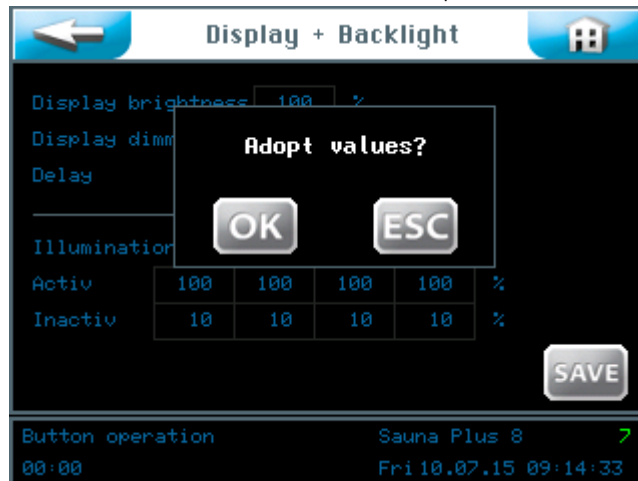 Display + Backlight
Display brightness 100 %
Display dimm
Adopt values?
Delay
OK ESC
Illumination
Activ 100 100 100 100 %
Inactiv 10 10 10 10 %
SAVE
Button operation Sauna Plus 8 7
00:00 Fri 10.07.15 09:14:33